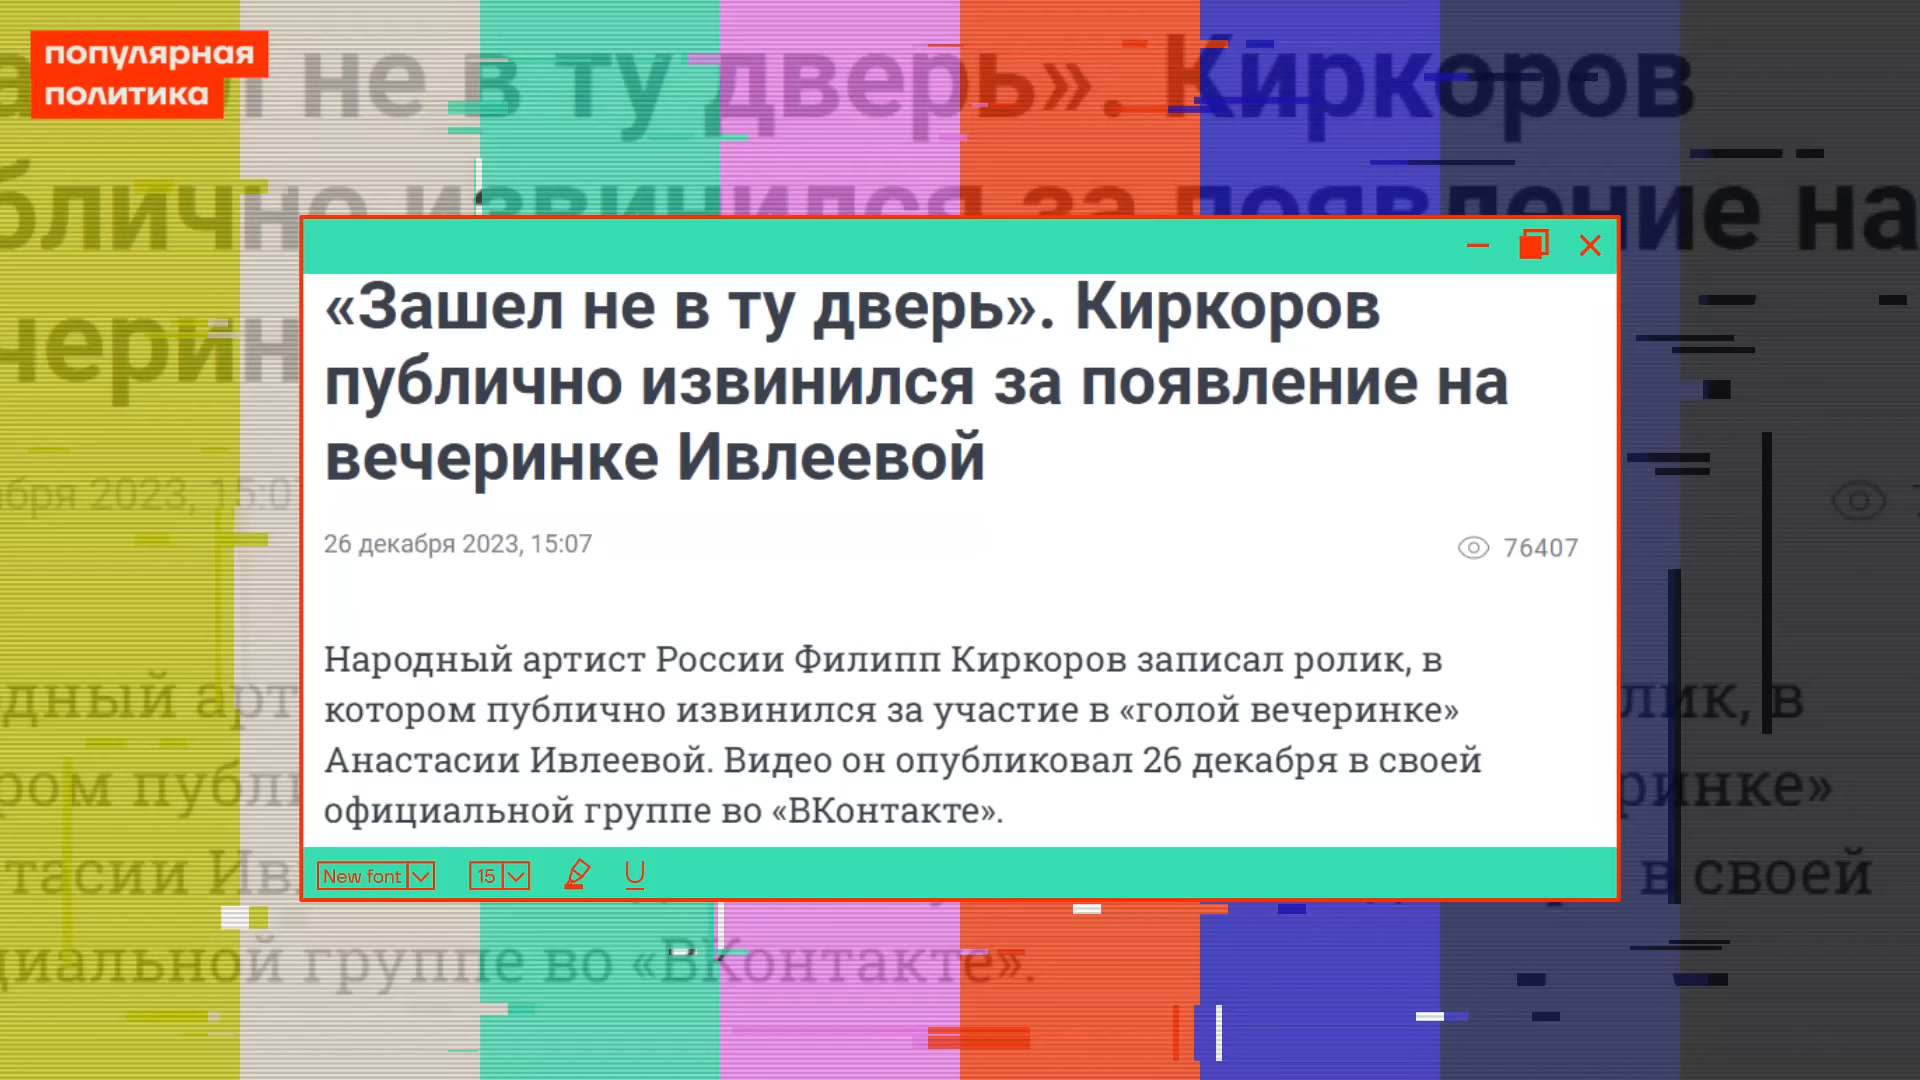 популярная
политика
«Зашел не в ту дверь». Киркоров
публично извинился за появление на
вечеринке Ивлеевой
26 декабря 2023, 15:07
76407
Народный артист России Филипп Киркоров записал ролик, в
котором публично извинился за участие в «голой вечеринке»
Анастасии Ивлеевой. Видео он опубликовал 26 декабря в своей
официальной группе во «ВКонтакте».
New font
15
U